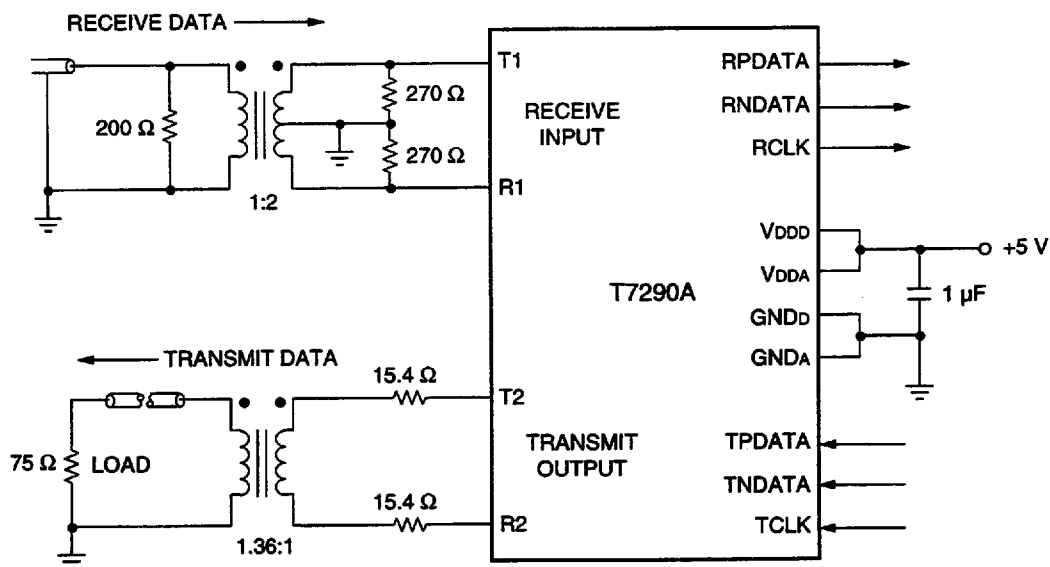 RECEIVE DATA
T1
RPDATA
270 Ω
RNDATA
200 Ω
RECEIVE
INPUT
RCLK
270 Ω
R1
1:2
VDDD
+5 V
VDDA
T7290A
1 µF
GNDD
GNDA
TRANSMIT DATA
15.4 Ω
T2
TRANSMIT
OUTPUT
TPDATA
75 Ω
LOAD
TNDATA
15.4 Ω
R2
TCLK
1.36:1